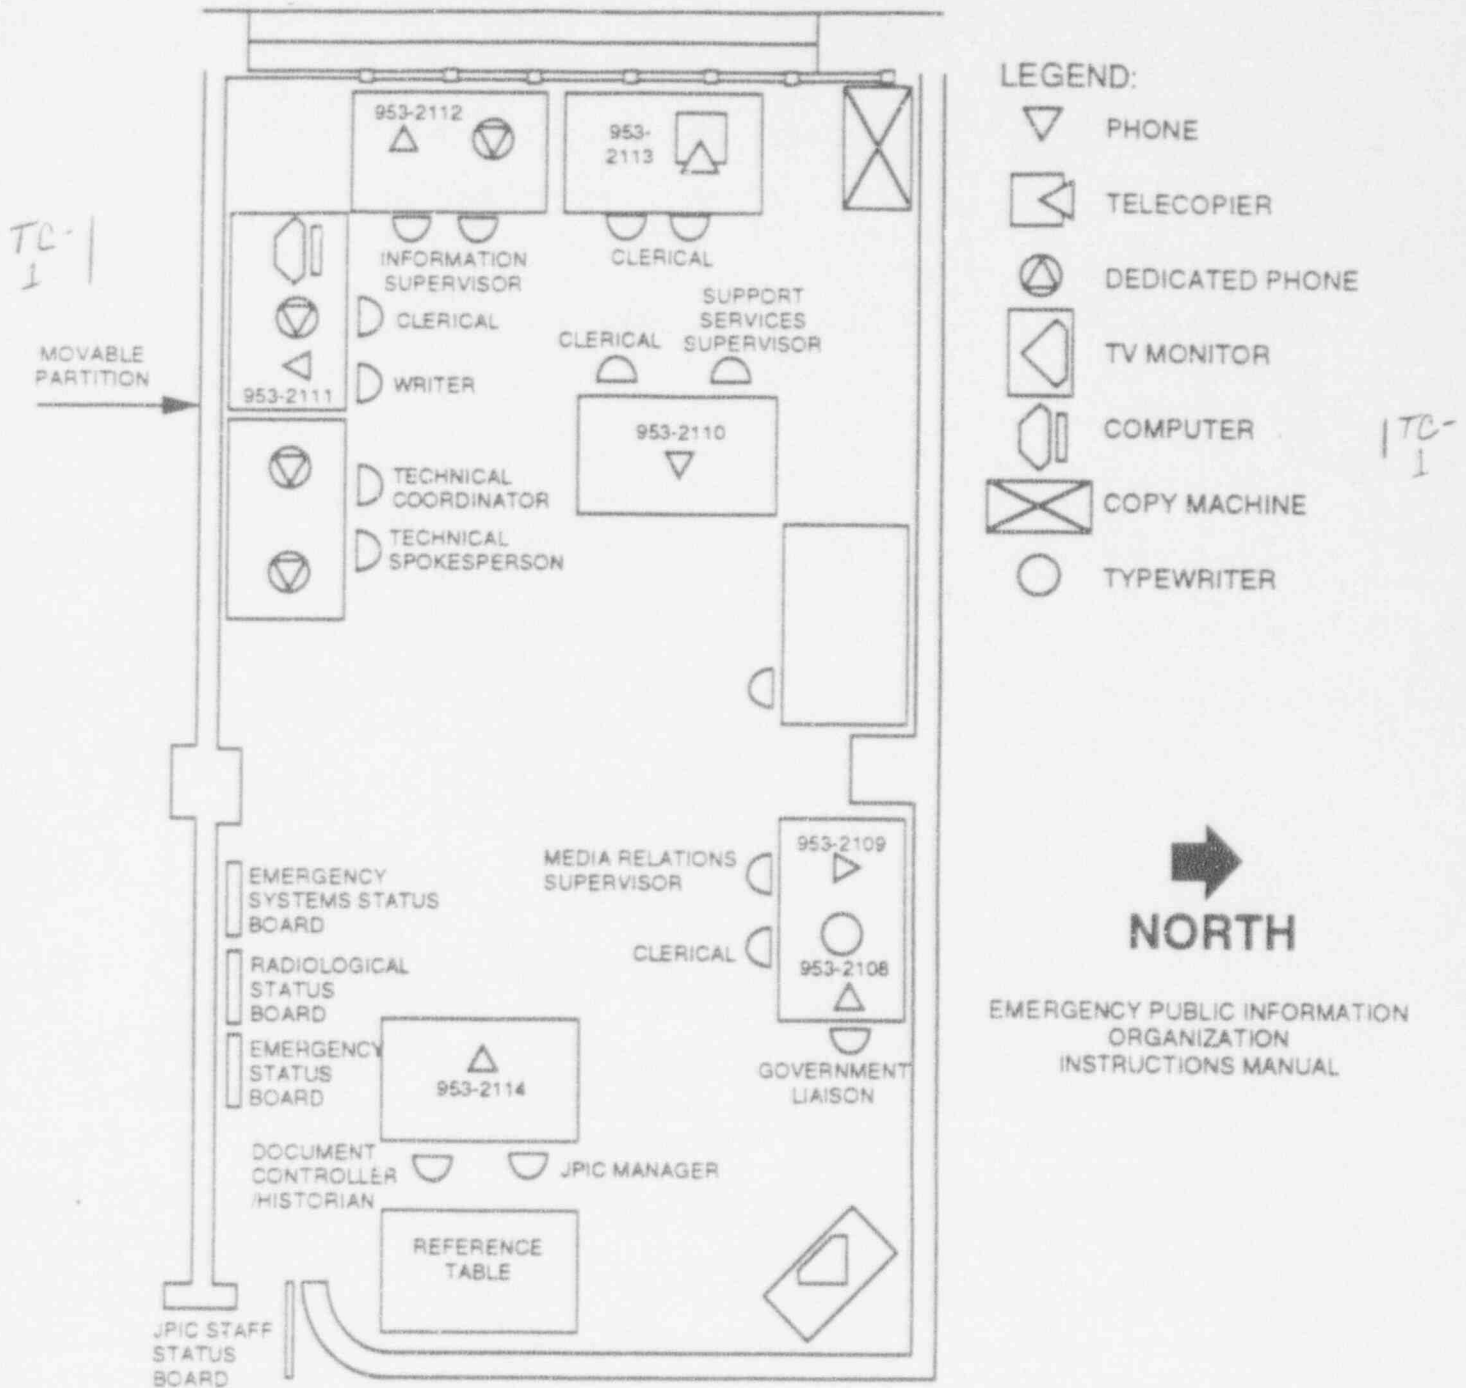 LEGEND:
PHONE
TELECOPIER
DEDICATED PHONE
TV MONITOR
COMPUTER
COPY MACHINE
TYPEWRITER
953-2112
953-
2113
INFORMATION
SUPERVISOR
CLERICAL
TC-1
1
CLERICAL
WRITER
953-2111
MOVABLE
PARTITION
CLERICAL
SUPPORT
SERVICES
SUPERVISOR
953-2110
TECHNICAL
COORDINATOR
TECHNICAL
SPOKESPERSON
TC-
1
EMERGENCY
SYSTEMS STATUS
BOARD
RADIOLOGICAL
STATUS
BOARD
EMERGENCY
STATUS
BOARD
MEDIA RELATIONS
SUPERVISOR
CLERICAL
953-2109
953-2108
GOVERNMENT
LIAISON
953-2114
DOCUMENT
CONTROLLER
/HISTORIAN
JPIC MANAGER
REFERENCE
TABLE
JPIC STAFF
STATUS
BOARD
NORTH
EMERGENCY PUBLIC INFORMATION
ORGANIZATION
INSTRUCTIONS MANUAL